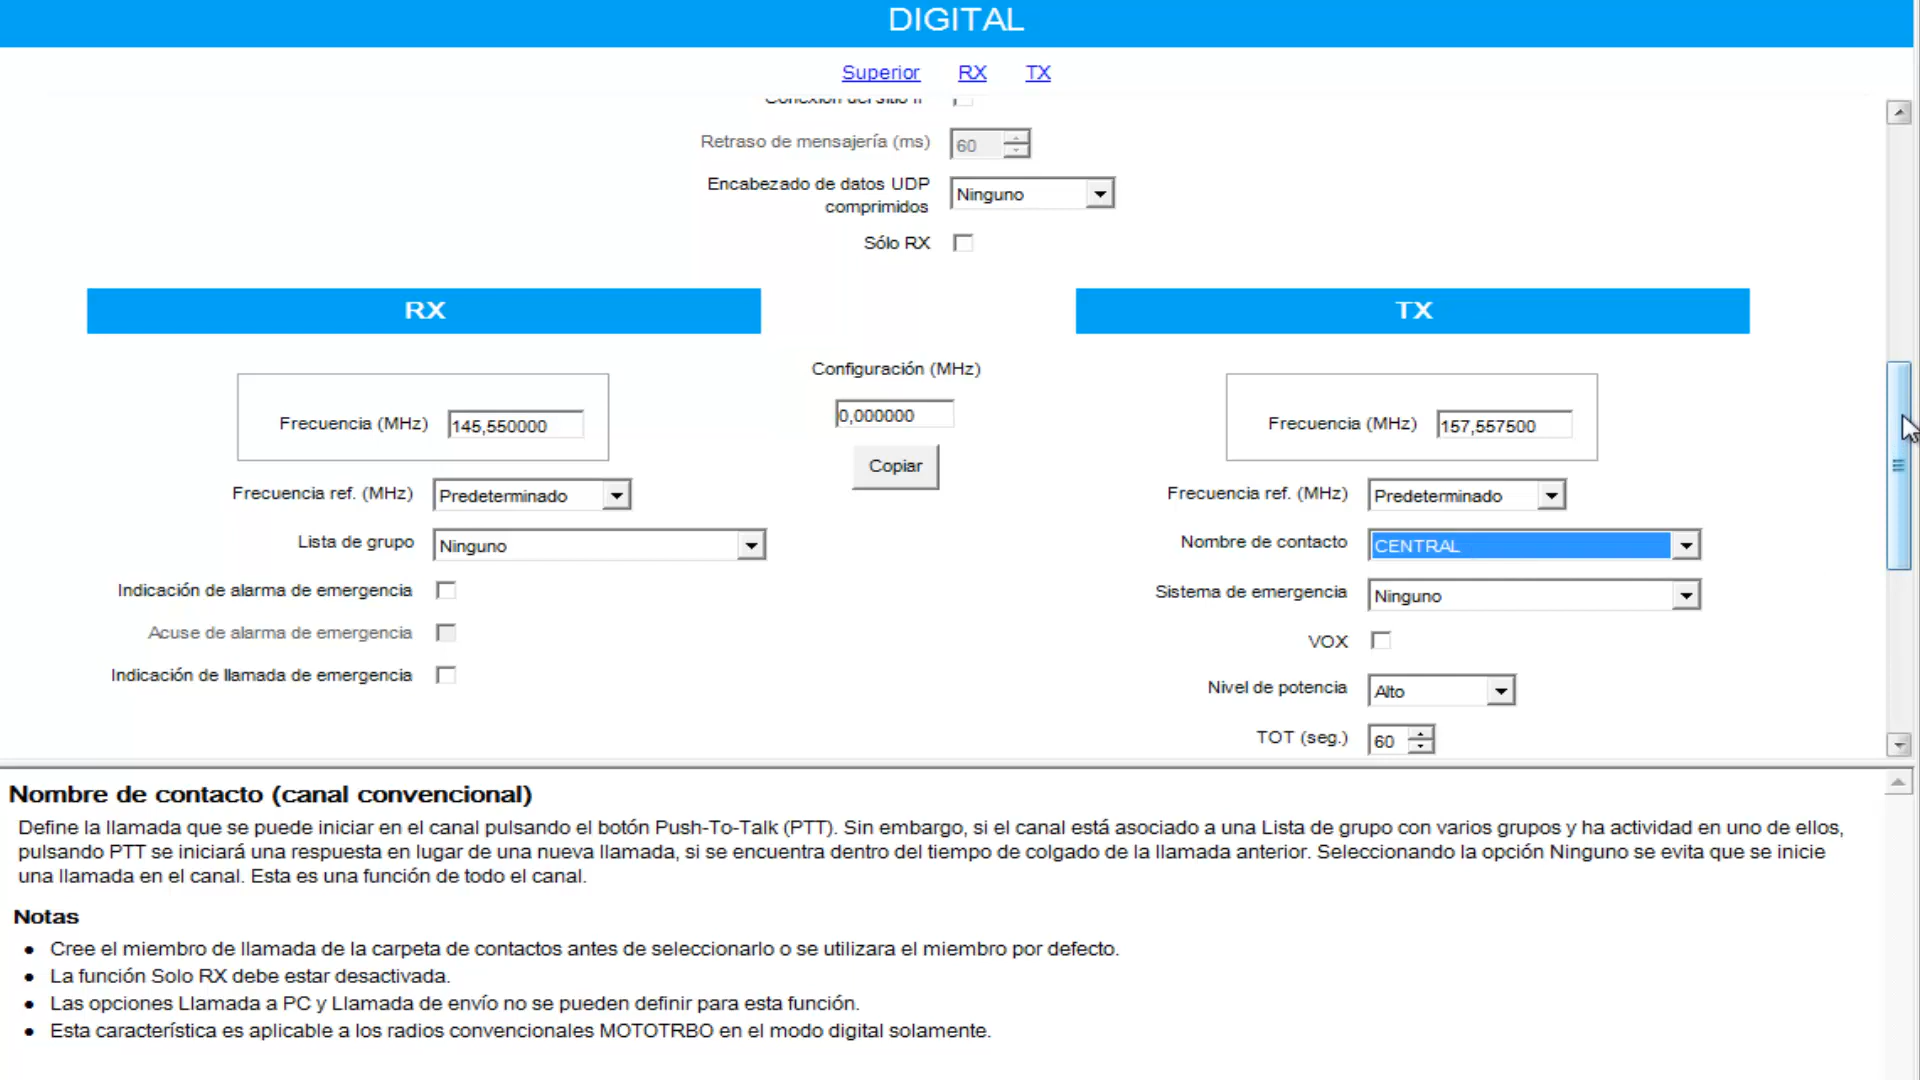 DIGITAL
Superior RX TX
Conexión del sitio IP
Retraso de mensajería (ms) 60
Encabezado de datos UDP
comprimidos Ninguno
Sólo RX
RX TX
Configuración (MHz)
0,000000
Copiar
Frecuencia (MHz) 145,550000
Frecuencia ref. (MHz) Predeterminado
Lista de grupo Ninguno
Indicación de alarma de emergencia
Acuse de alarma de emergencia
Indicación de llamada de emergencia
Frecuencia (MHz) 157,557500
Frecuencia ref. (MHz) Predeterminado
Nombre de contacto CENTRAL
Sistema de emergencia Ninguno
VOX
Nivel de potencia Alto
TOT (seg.) 60
Nombre de contacto (canal convencional)
Define la llamada que se puede iniciar en el canal pulsando el botón Push-To-Talk (PTT). Sin embargo, si el canal está asociado a una Lista de grupo con varios grupos y ha actividad en uno de ellos,
pulsando PTT se iniciará una respuesta en lugar de una nueva llamada, si se encuentra dentro del tiempo de colgado de la llamada anterior. Seleccionando la opción Ninguno se evita que se inicie
una llamada en el canal. Esta es una función de todo el canal.
Notas
• Cree el miembro de llamada de la carpeta de contactos antes de seleccionarlo o se utilizara el miembro por defecto.
• La función Solo RX debe estar desactivada.
• Las opciones Llamada a PC y Llamada de envío no se pueden definir para esta función.
• Esta característica es aplicable a los radios convencionales MOTOTRBO en el modo digital solamente.